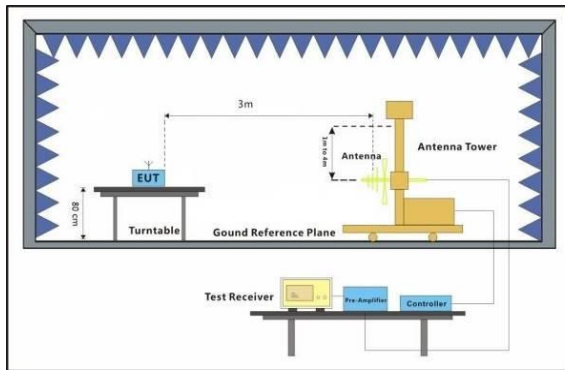 3m
1m to 4m
Antenna
Antenna Tower
EUT
80 cm
Turntable
Gound Reference Plane
Test Receiver
Pre-Amplifier
Controller